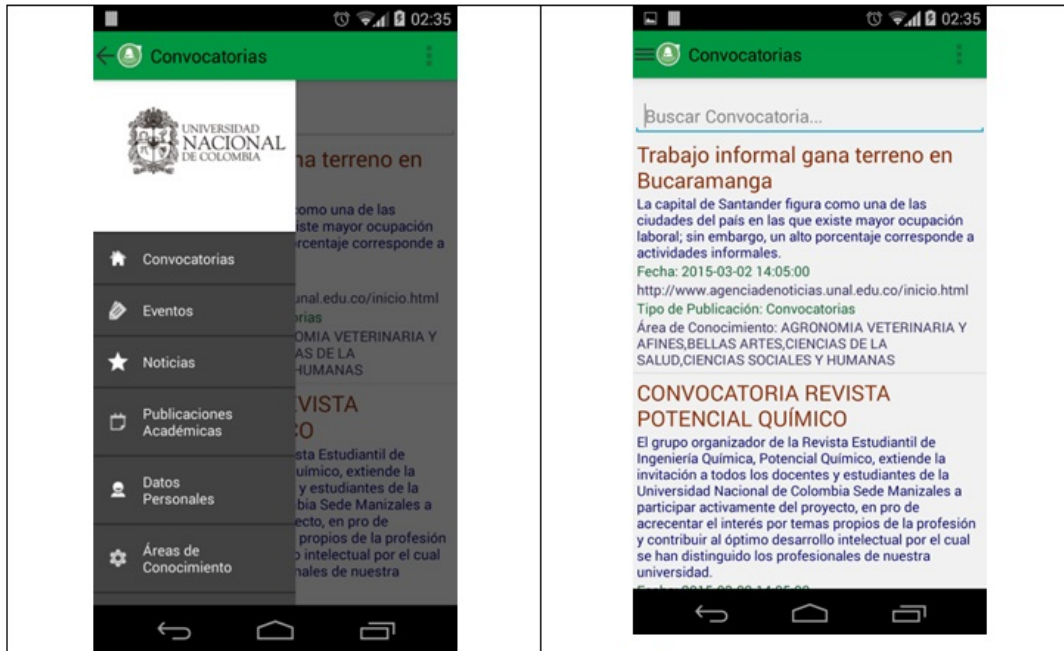 02:35
Convocatorias
UNIVERSIDAD
NACIONAL
DE COLOMBIA
Convocatorias
Eventos
Noticias
Publicaciones
Académicas
Datos
Personales
Áreas de
Conocimiento
na terreno en
como una de las
iste mayor ocupación
orcentaje corresponde a
unal.edu.co/inicio.html
orias
OMIA VETERINARIA Y
AS DE LA
HUMANAS
VISTA
CO
sta Estudiantil de
uímico, extiende la
y estudiantes de la
bia Sede Manizales a
ecto, en pro de
propios de la profesión
o intelectual por el cual
nales de nuestra
02:35
Convocatorias
Buscar Convocatoria...
Trabajo informal gana terreno en
Bucaramanga
La capital de Santander figura como una de las
ciudades del país en las que existe mayor ocupación
laboral; sin embargo, un alto porcentaje corresponde a
actividades informales.
Fecha: 2015-03-02 14:05:00
http://www.agenciadenoticias.unal.edu.co/inicio.html
Tipo de Publicación: Convocatorias
Área de Conocimiento: AGRONOMIA VETERINARIA Y
AFINES,BELLAS ARTES,CIENCIAS DE LA
SALUD,CIENCIAS SOCIALES Y HUMANAS
CONVOCATORIA REVISTA
POTENCIAL QUÍMICO
El grupo organizador de la Revista Estudiantil de
Ingeniería Química, Potencial Químico, extiende la
invitación a todos los docentes y estudiantes de la
Universidad Nacional de Colombia Sede Manizales a
participar activamente del proyecto, en pro de
acrecentar el interés por temas propios de la profesión
y contribuir al óptimo desarrollo intelectual por el cual
se han distinguido los profesionales de nuestra
universidad.